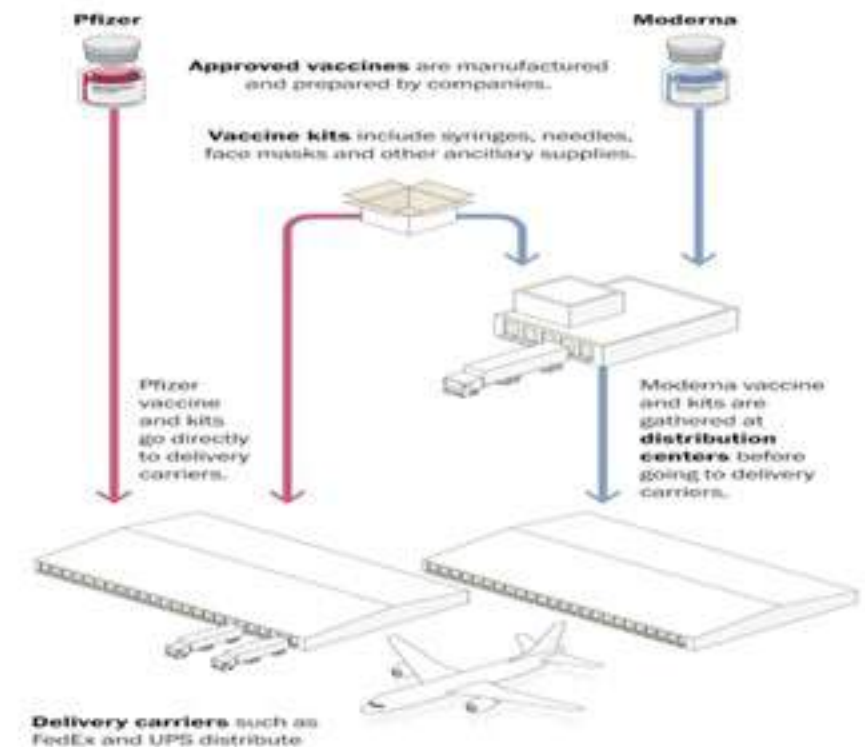 Pfizer
Moderna
Approved vaccines are manufactured
and prepared by companies.
Vaccine kits include syringes, needles,
face masks and other ancillary supplies.
Pfizer
vaccine
and kits
go directly
to delivery
carriers.
Moderna vaccine
and kits are
gathered at
distribution
centers before
going to delivery
carriers.
Delivery carriers such as
FedEx and UPS distribute